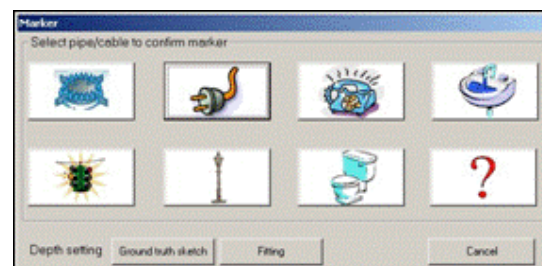 Marker
Select pipe/cable to confirm marker
?
Depth setting Ground truth sketch Fitting Cancel